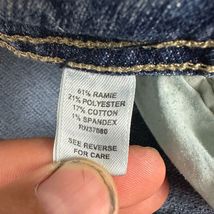 61% RAMIE
21% POLYESTER
17% COTTON
1% SPANDEX
RN37880
SEE REVERSE
FOR CARE